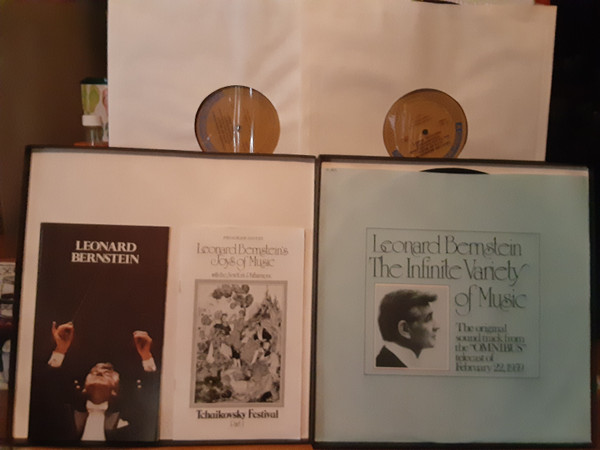 LEONARD
BERNSTEIN
Leonard Bernstein's
Joys of Music
Tchaikovsky Festival
Leonard Bernstein
The Infinite Variety
of Music
The original
sound track from
the "OMNIBUS"
telecast of
February 22, 1959